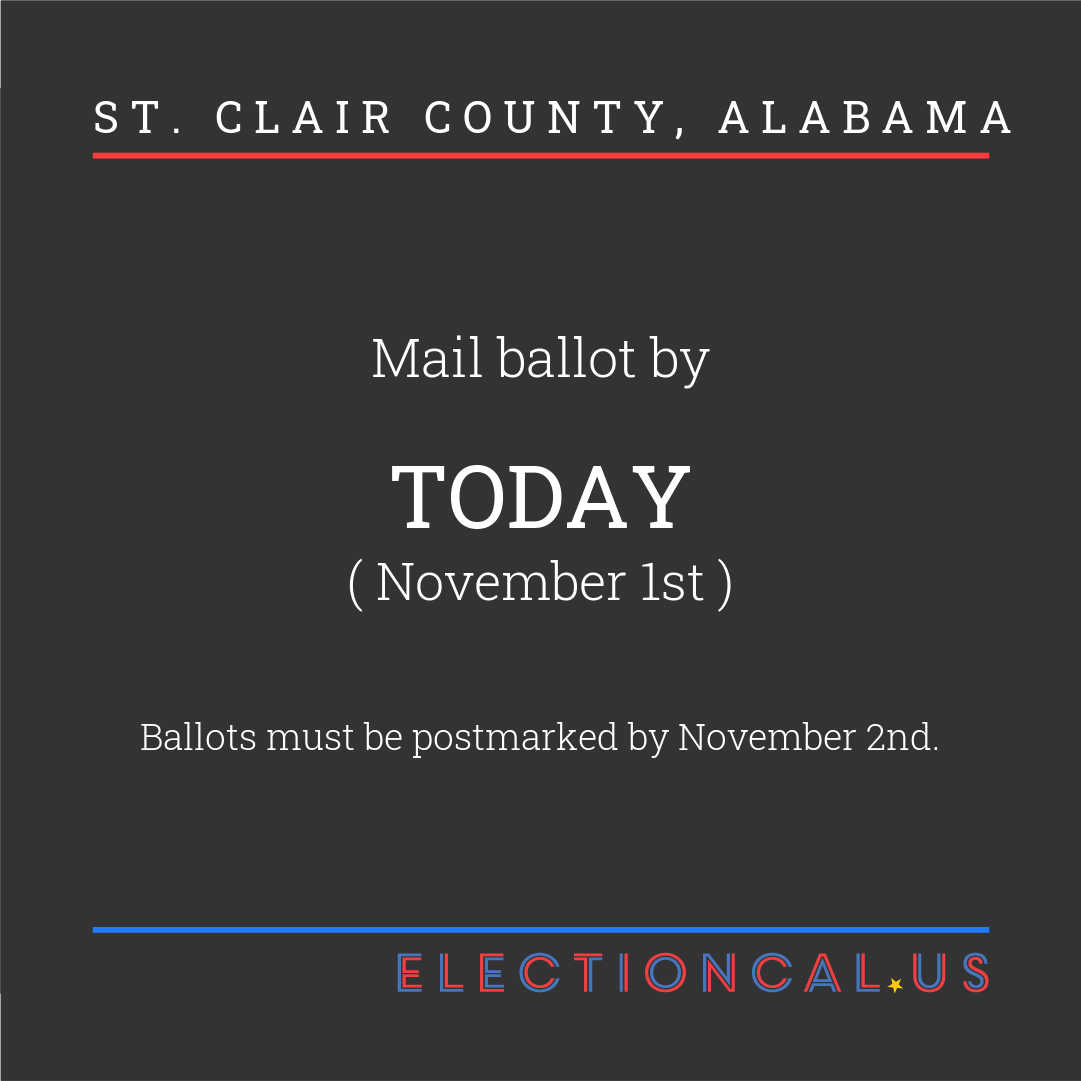 ST. CLAIR COUNTY, ALABAMA
Mail ballot by
TODAY
( November 1st )
Ballots must be postmarked by November 2nd.
ELECTIONCAL.US